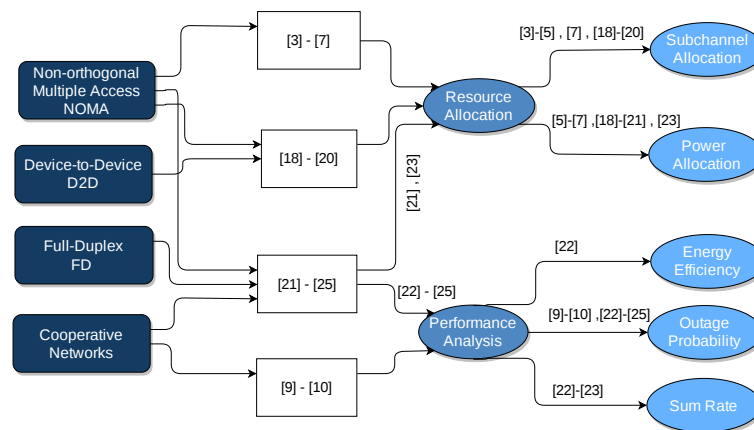 [3] - [7]
[3]-[5] , [7] , [18]-[20]
Subchannel
Allocation
Non-orthogonal
Multiple Access
NOMA
Resource
Allocation
[5]-[7] ,[18]-[21] , [23]
Power
Allocation
Device-to-Device
D2D
[18] - [20]
[21] , [23]
Full-Duplex
FD
[21] - [25]
[22] - [25]
[22]
Energy
Efficiency
Cooperative
Networks
Performance
Analysis
[9]-[10] ,[22]-[25]
Outage
Probability
[9] - [10]
[22]-[23]
Sum Rate